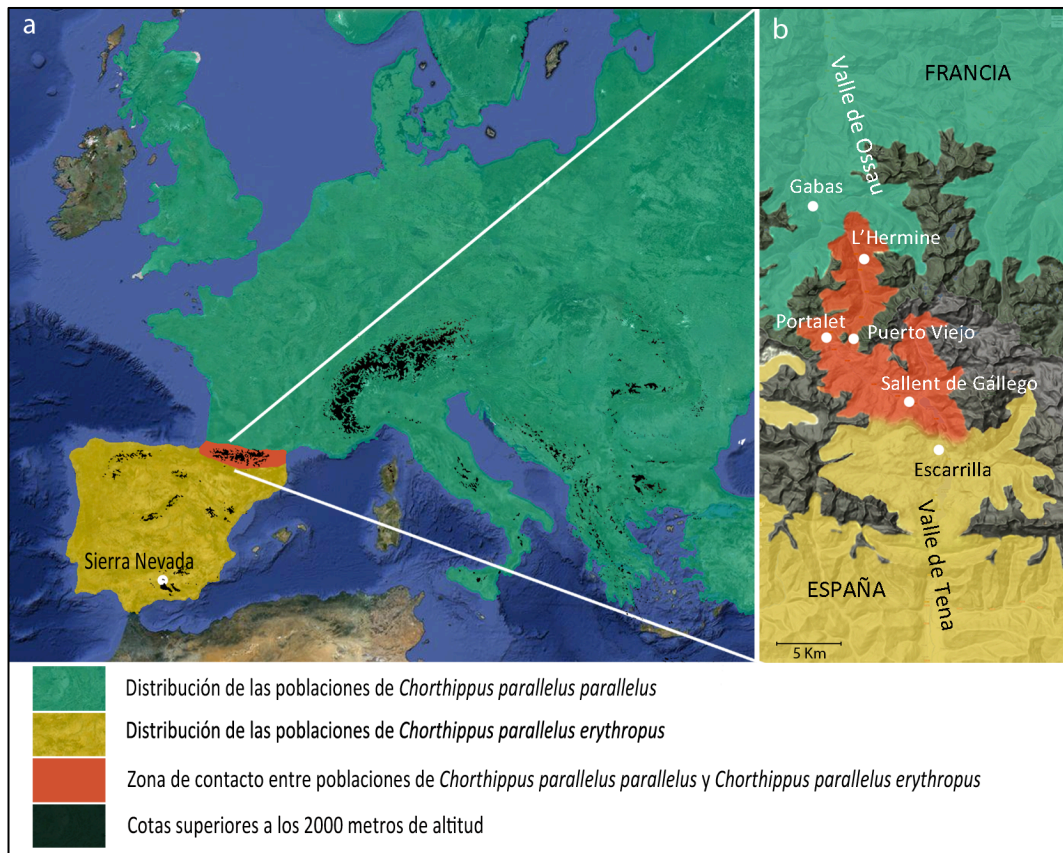 a
Sierra Nevada
b
FRANCIA
Valle de Ossau
Gabas
L'Hermine
Portalet
Puerto Viejo
Sallent de Gállego
Escarrilla
Valle de Tena
ESPAÑA
5 Km
Distribución de las poblaciones de Chorthippus parallelus parallelus
Distribución de las poblaciones de Chorthippus parallelus erythropus
Zona de contacto entre poblaciones de Chorthippus parallelus parallelus y Chorthippus parallelus erythropus
Cotas superiores a los 2000 metros de altitud